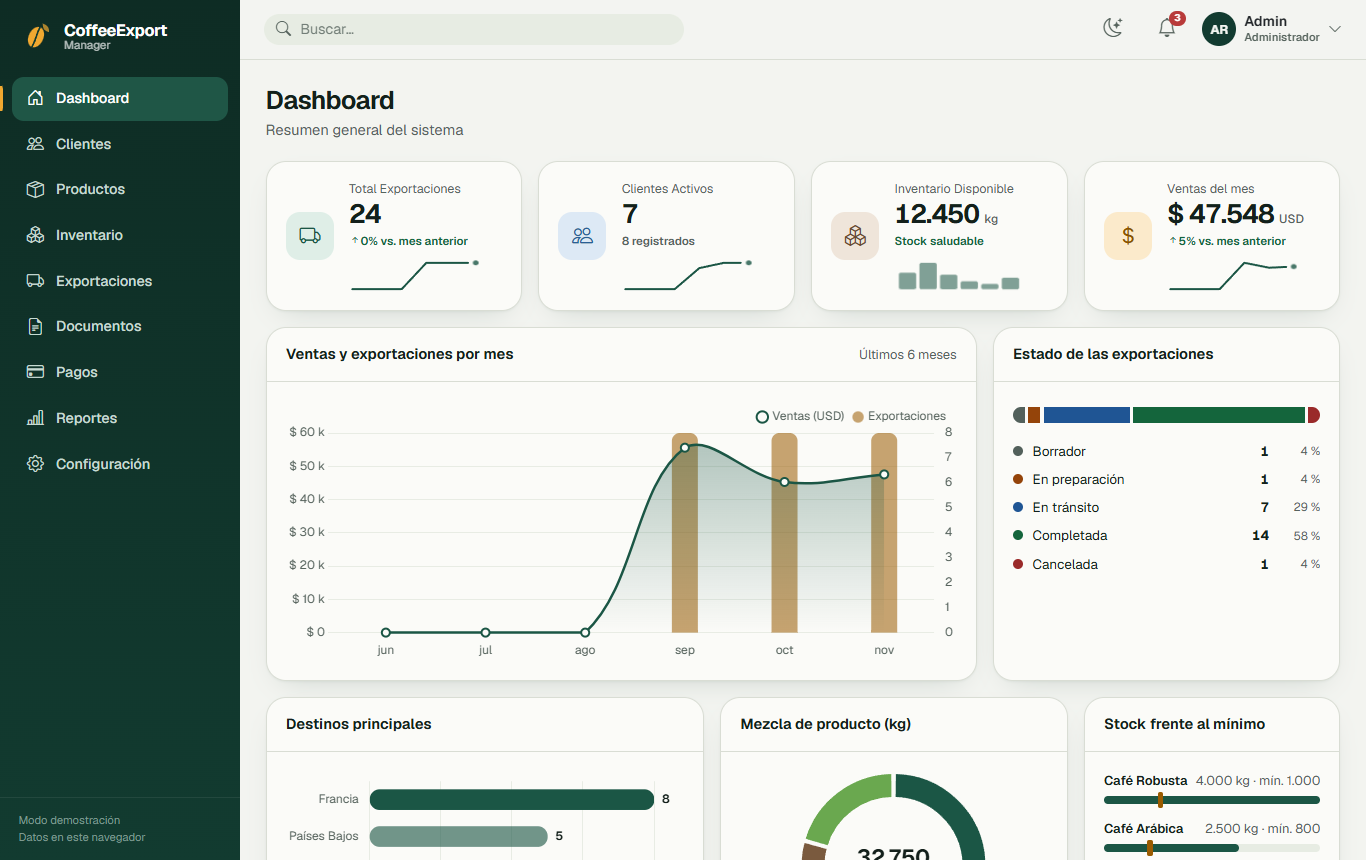 CoffeeExport
Manager
Dashboard
Clientes
Productos
Inventario
Exportaciones
Documentos
Pagos
Reportes
Configuración
Modo demostración
Datos en este navegador
Buscar...
3
AR
Admin
Administrador
Dashboard
Resumen general del sistema
Total Exportaciones
24
↑ 0% vs. mes anterior
Clientes Activos
7
8 registrados
Inventario Disponible
12.450 kg
Stock saludable
$
Ventas del mes
$ 47.548 USD
↑ 5% vs. mes anterior
Ventas y exportaciones por mes
Últimos 6 meses
Ventas (USD) Exportaciones
$ 60 k
$ 50 k
$ 40 k
$ 30 k
$ 20 k
$ 10 k
$ 0
8
7
6
5
4
3
2
1
0
jun jul ago sep oct nov
Estado de las exportaciones
Borrador 1 4 %
En preparación 1 4 %
En tránsito 7 29 %
Completada 14 58 %
Cancelada 1 4 %
Destinos principales
Francia 8
Países Bajos 5
Mezcla de producto (kg)
32.750
Stock frente al mínimo
Café Robusta 4.000 kg · mín. 1.000
Café Arábica 2.500 kg · mín. 800